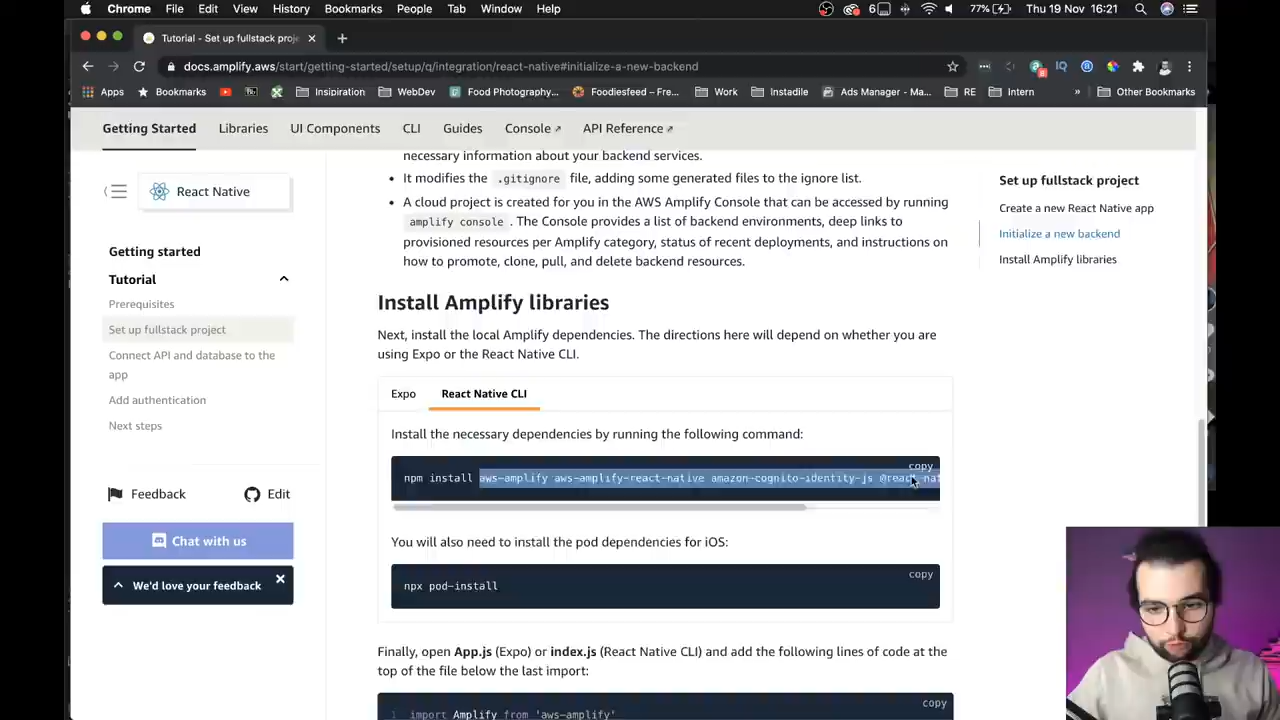 Chrome File Edit View History Bookmarks People Tab Window Help
6 77% Thu 19 Nov 16:21
Tutorial - Set up fullstack proje
docs.amplify.aws/start/getting-started/setup/q/integration/react-native#initialize-a-new-backend
Apps Bookmarks Insipiration WebDev Food Photography... Foodiesfeed – Fre... Work Instadile Ads Manager - Ma... RE Intern » Other Bookmarks
Getting Started Libraries UI Components CLI Guides Console API Reference
React Native
Getting started
Tutorial
Prerequisites
Set up fullstack project
Connect API and database to the
app
Add authentication
Next steps
Feedback Edit
Chat with us
We'd love your feedback
necessary information about your backend services.
It modifies the .gitignore file, adding some generated files to the ignore list.
A cloud project is created for you in the AWS Amplify Console that can be accessed by running
amplify console . The Console provides a list of backend environments, deep links to
provisioned resources per Amplify category, status of recent deployments, and instructions on
how to promote, clone, pull, and delete backend resources.
Install Amplify libraries
Next, install the local Amplify dependencies. The directions here will depend on whether you are
using Expo or the React Native CLI.
Expo React Native CLI
Install the necessary dependencies by running the following command:
copy
npm install aws-amplify aws-amplify-react-native amazon-cognito-identity-js @react-nat
You will also need to install the pod dependencies for iOS:
copy
npx pod-install
Finally, open App.js (Expo) or index.js (React Native CLI) and add the following lines of code at the
top of the file below the last import:
copy
1 import Amplify from 'aws-amplify'
Set up fullstack project
Create a new React Native app
Initialize a new backend
Install Amplify libraries